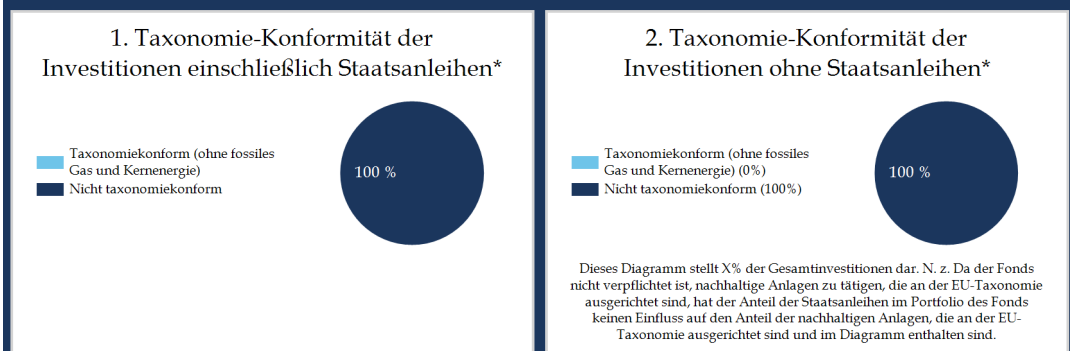 1. Taxonomie-Konformität der
Investitionen einschließlich Staatsanleihen*
Taxonomiekonform (ohne fossiles
Gas und Kernenergie)
Nicht taxonomiekonform
100 %
2. Taxonomie-Konformität der
Investitionen ohne Staatsanleihen*
Taxonomiekonform (ohne fossiles
Gas und Kernenergie) (0%)
Nicht taxonomiekonform (100%)
100 %
Dieses Diagramm stellt X% der Gesamtinvestitionen dar. N. z. Da der Fonds
nicht verpflichtet ist, nachhaltige Anlagen zu tätigen, die an der EU-Taxonomie
ausgerichtet sind, hat der Anteil der Staatsanleihen im Portfolio des Fonds
keinen Einfluss auf den Anteil der nachhaltigen Anlagen, die an der EU-
Taxonomie ausgerichtet sind und im Diagramm enthalten sind.